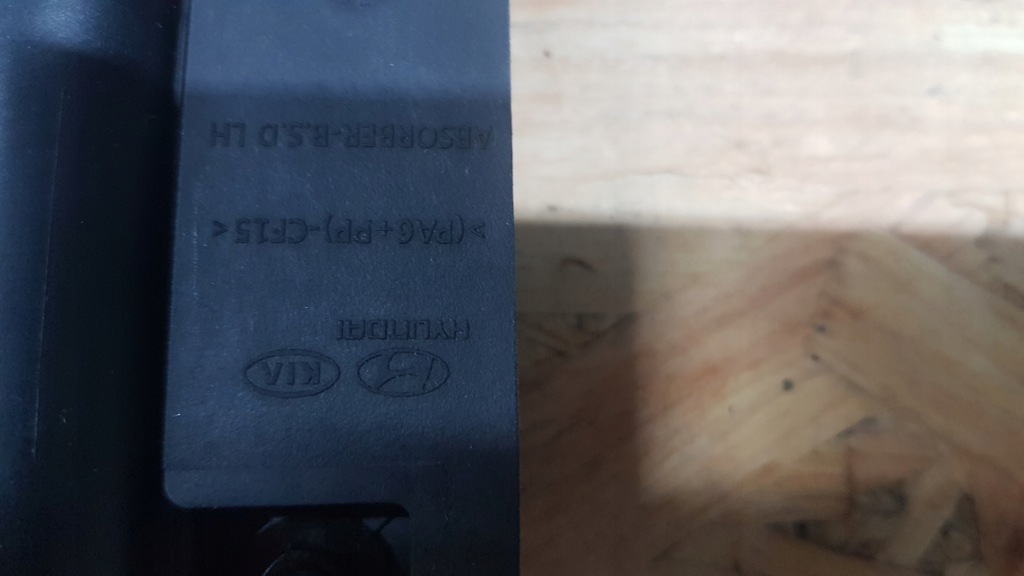 HYUNDAI KIA
>(PA6+PP)-CF15<
ABSORBER-B.S.D LH